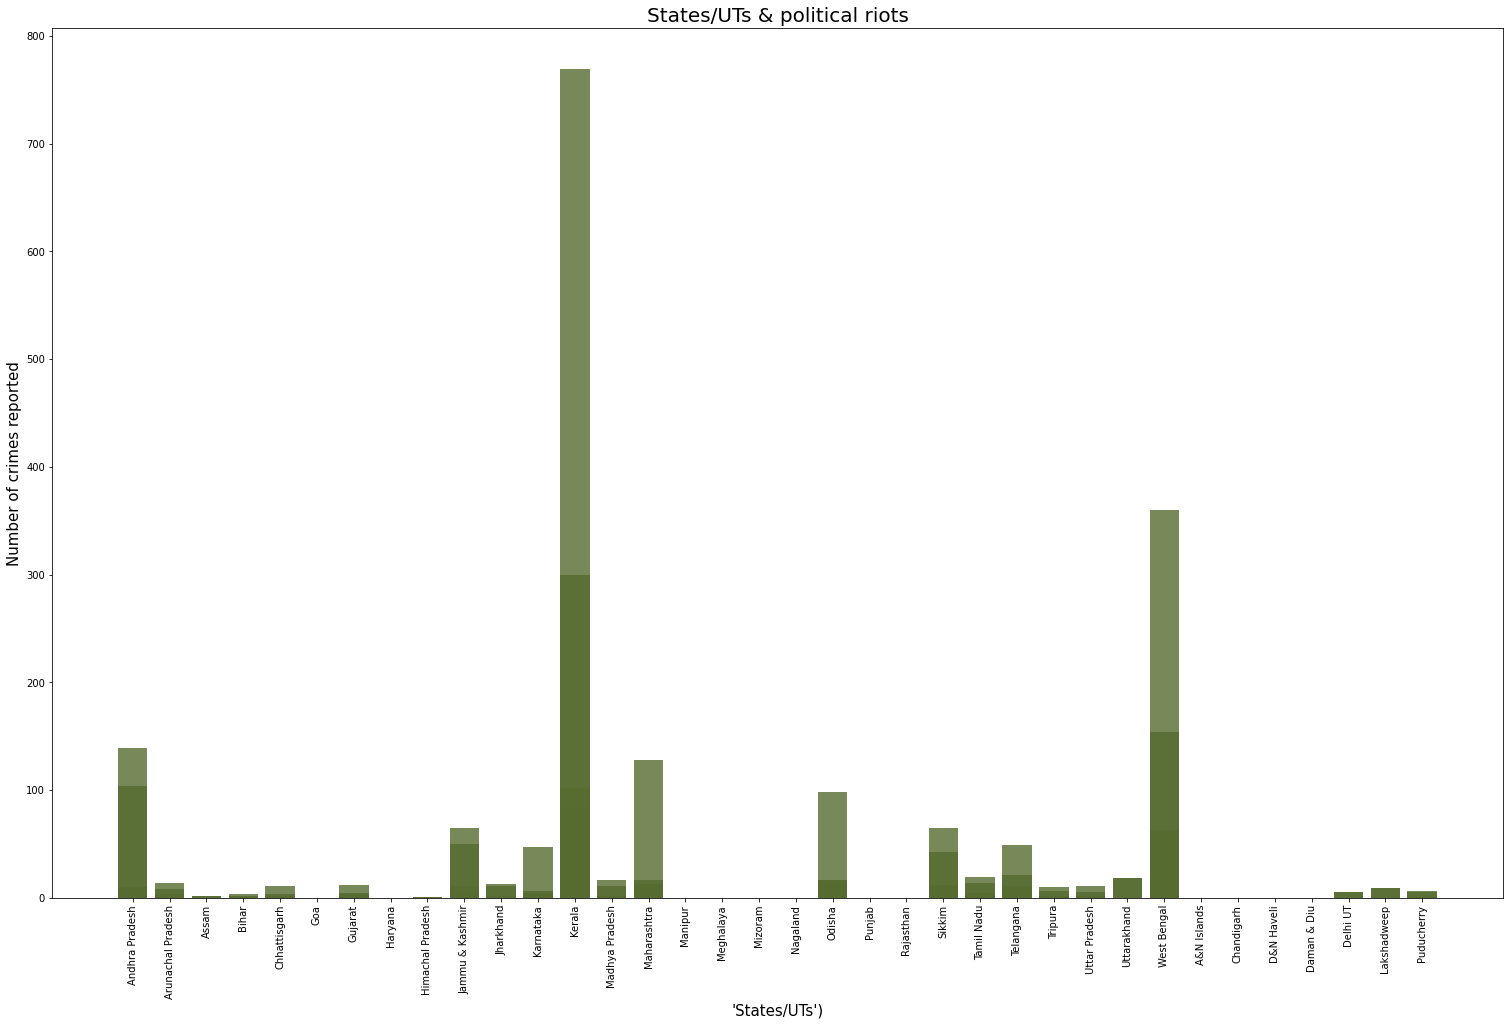 States/UTs & political riots
Number of crimes reported
800
700
600
500
400
300
200
100
0
Andhra Pradesh
Arunachal Pradesh
Assam
Bihar
Chhattisgarh
Goa
Gujarat
Haryana
Himachal Pradesh
Jammu & Kashmir
Jharkhand
Karnataka
Kerala
Madhya Pradesh
Maharashtra
Manipur
Meghalaya
Mizoram
Nagaland
Odisha
Punjab
Rajasthan
Sikkim
Tamil Nadu
Telangana
Tripura
Uttar Pradesh
Uttarakhand
West Bengal
A&N Islands
Chandigarh
D&N Haveli
Daman & Diu
Delhi UT
Lakshadweep
Puducherry
'States/UTs')